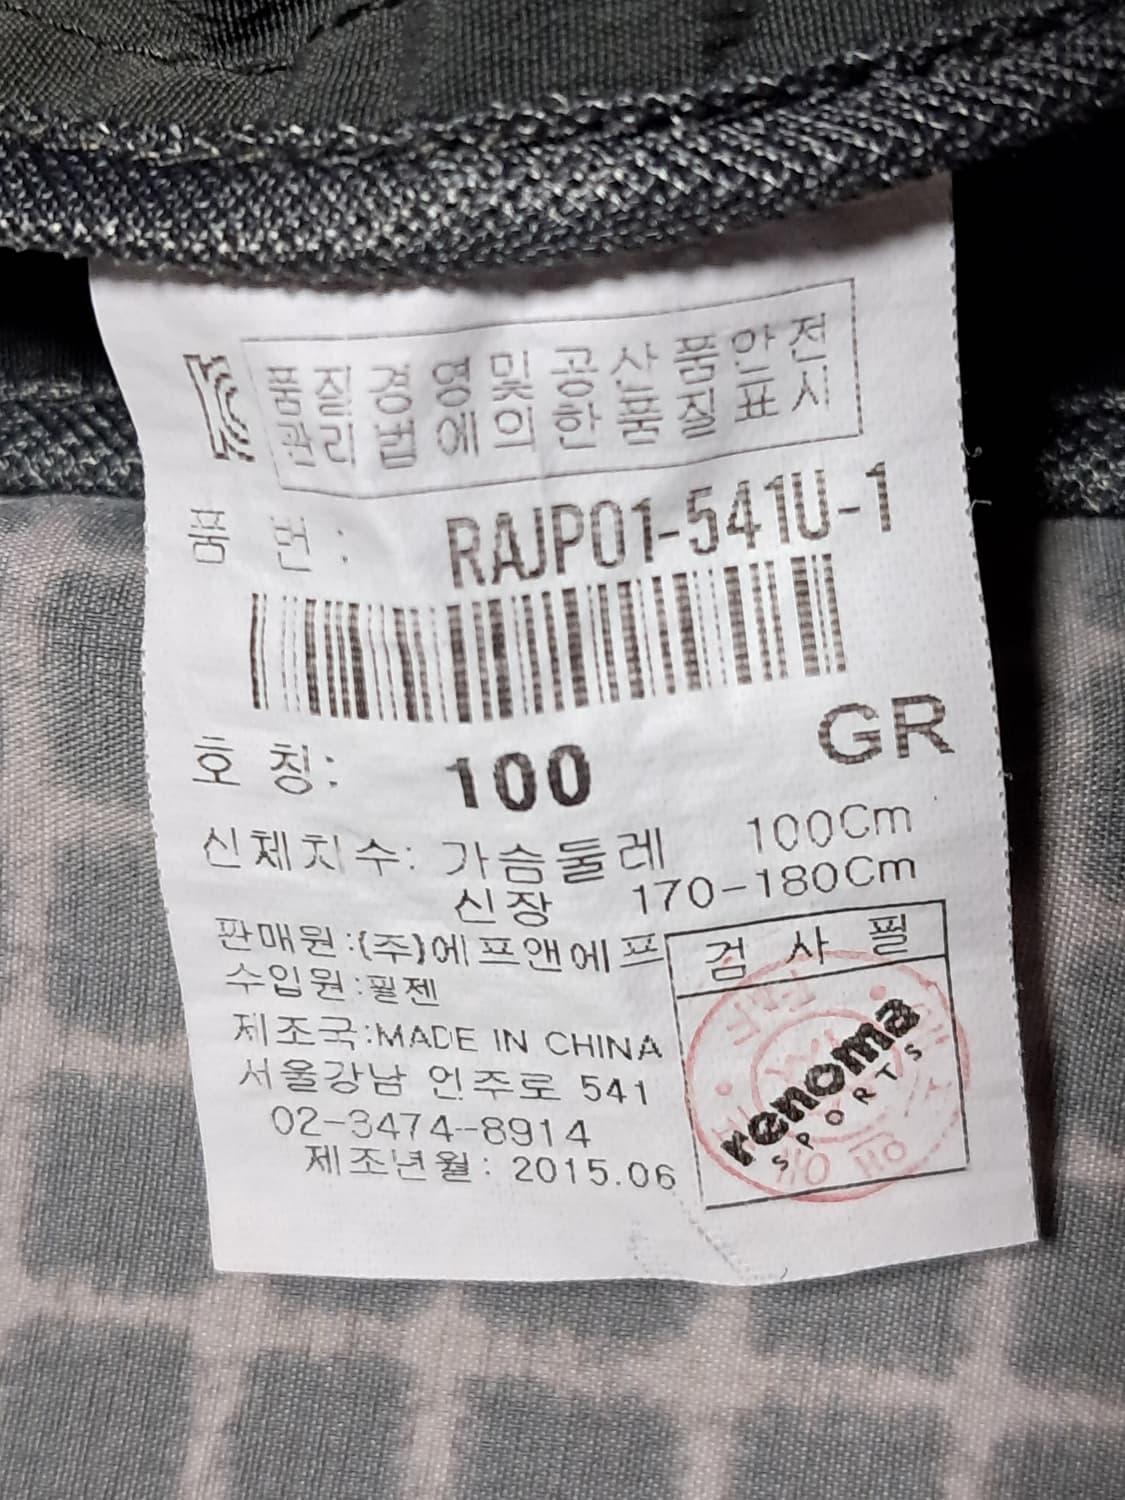 품질경영및공산품안전
관리법에의한품질표시
품 번 : RAJP01-541U-1
GR
호 칭: 100
신체치수: 가슴둘레 100Cm
신장 170-180Cm
판매원:(주)에프앤에프
수입원:필젠
제조국:MADE IN CHINA
서울강남 언주로 541
02-3474-8914
제조년월: 2015.06
검 사 필
renoma
SPORTS